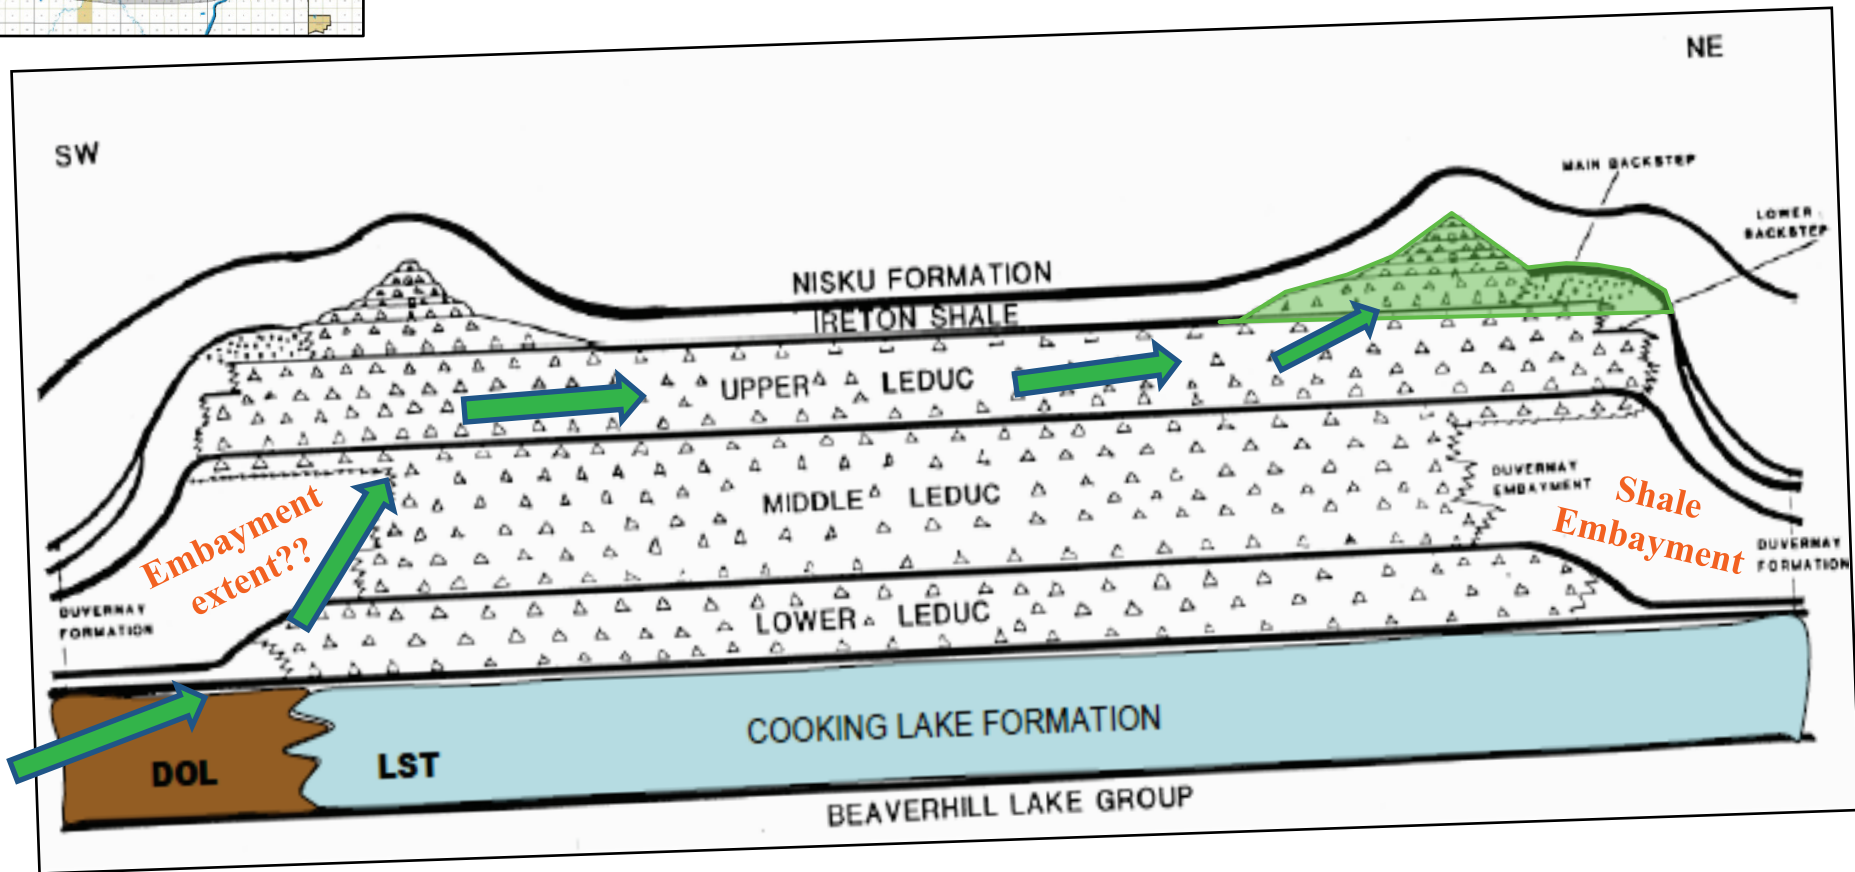 NE
SW
MAIN BACKSTEP
LOWER
BACKSTEP
NISKU FORMATION
IRETON SHALE
UPPER LEDUC
MIDDLE LEDUC
DUVERNAY
EMBAYMENT
Shale
Embayment
Embayment
extent??
DUVERNAY
FORMATION
DUVERNAY
FORMATION
LOWER LEDUC
COOKING LAKE FORMATION
DOL
LST
BEAVERHILL LAKE GROUP